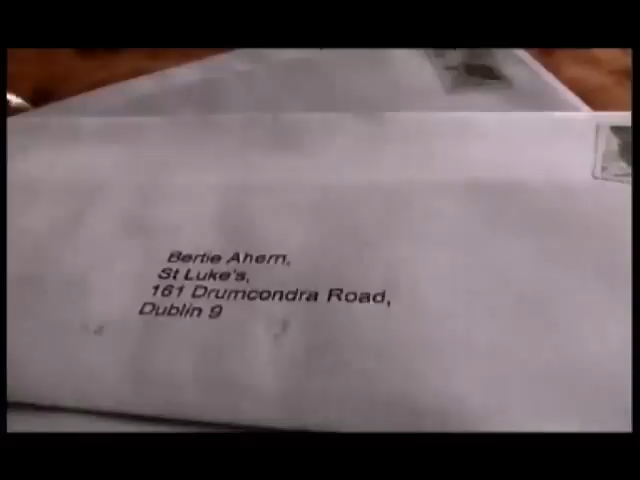 Bertie Ahern,
St Luke's,
161 Drumcondra Road,
Dublin 9